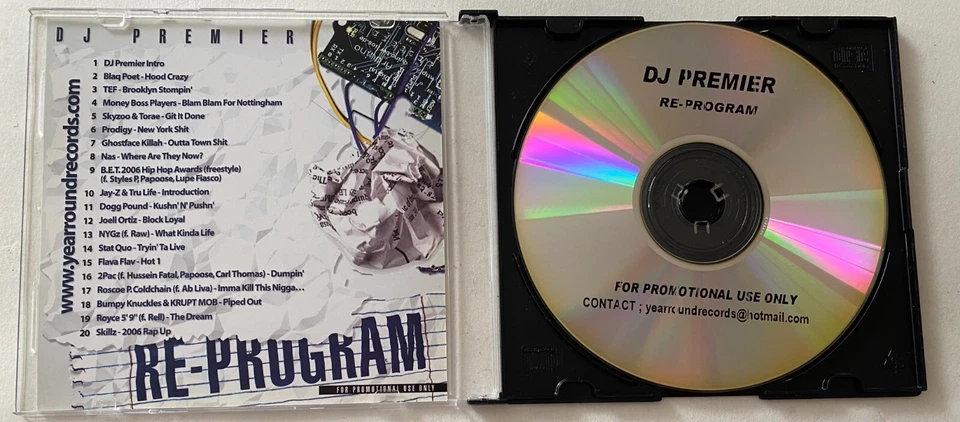 DJ PREMIER
www.yearroundrecords.com
1 DJ Premier Intro
2 Blaq Poet - Hood Crazy
3 TEF - Brooklyn Stompin'
4 Money Boss Players - Blam Blam For Nottingham
5 Skyzoo & Torae - Git It Done
6 Prodigy - New York Shit
7 Ghostface Killah - Outta Town Shit
8 Nas - Where Are They Now?
9 B.E.T. 2006 Hip Hop Awards (freestyle)
(f. Styles P, Papoose, Lupe Fiasco)
10 Jay-Z & Tru Life - Introduction
11 Dogg Pound - Kushn' N' Pushn'
12 Joell Ortiz - Block Loyal
13 NYGz (f. Raw) - What Kinda Life
14 Stat Quo - Tryin' Ta Live
15 Flava Flav - Hot 1
16 2Pac (f. Hussein Fatal, Papoose, Carl Thomas) - Dumpin'
17 Roscoe P. Coldchain (f. Ab Liva) - Imma Kill This Nigga...
18 Bumpy Knuckles & KRUPT MOB - Piped Out
19 Royce 5' 9" (f. Rell) - The Dream
20 Skillz - 2006 Rap Up
RE-PROGRAM
FOR PROMOTIONAL USE ONLY
DJ PREMIER
RE-PROGRAM
FOR PROMOTIONAL USE ONLY
CONTACT ; yearroundrecords@hotmail.com